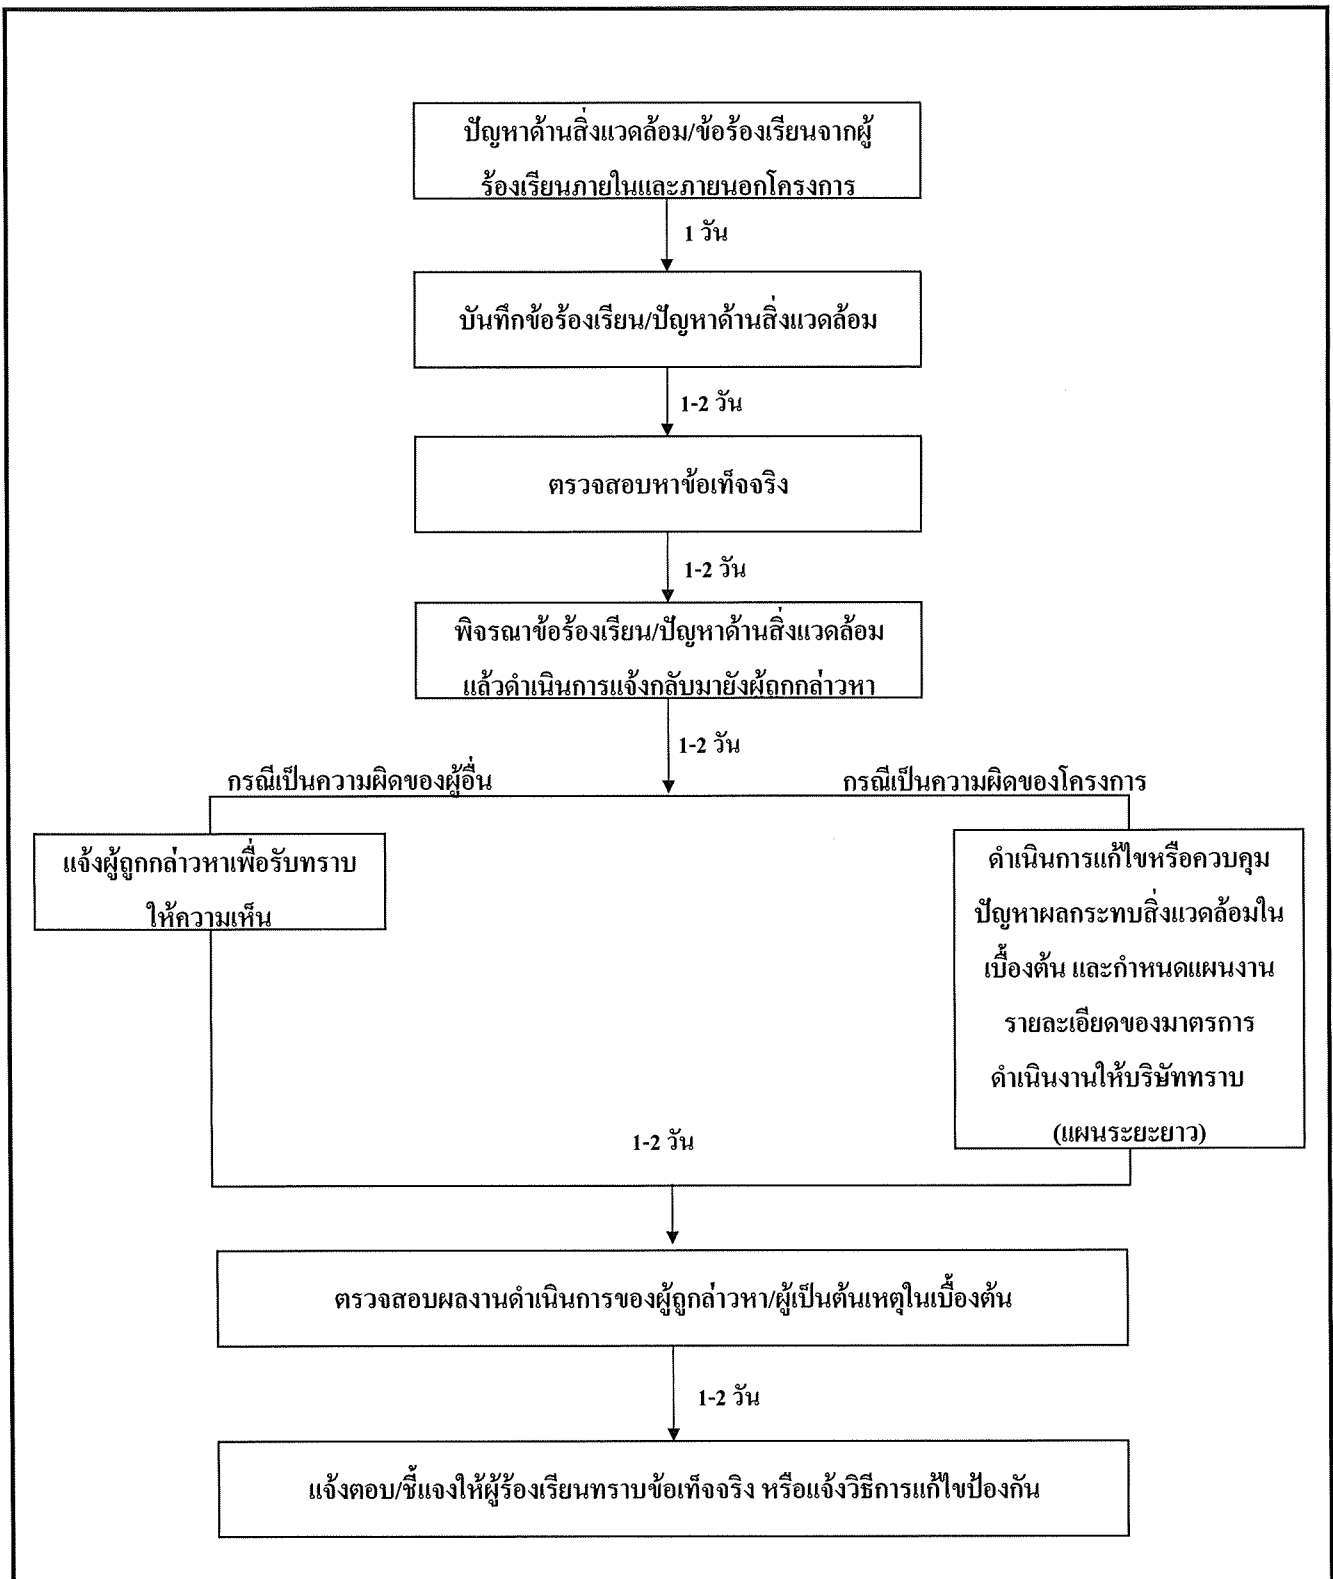 ปัญหาด้านสิ่งแวดล้อม/ข้อร้องเรียนจากผู้
ร้องเรียนภายในและภายนอกโครงการ
1 วัน
บันทึกข้อร้องเรียน/ปัญหาด้านสิ่งแวดล้อม
1-2 วัน
ตรวจสอบหาข้อเท็จจริง
1-2 วัน
พิจรณาข้อร้องเรียน/ปัญหาด้านสิ่งแวดล้อม
แล้วดำเนินการแจ้งกลับมายังผู้ถูกกล่าวหา
1-2 วัน
กรณีเป็นความผิดของผู้อื่น
กรณีเป็นความผิดของโครงการ
แจ้งผู้ถูกกล่าวหาเพื่อรับทราบ
ให้ความเห็น
ดำเนินการแก้ไขหรือควบคุม
ปัญหาผลกระทบสิ่งแวดล้อมใน
เบื้องต้น และกำหนดแผนงาน
รายละเอียดของมาตรการ
ดำเนินงานให้บริษัททราบ
(แผนระยะยาว)
1-2 วัน
ตรวจสอบผลงานดำเนินการของผู้ถูกล่าวหา/ผู้เป็นต้นเหตุในเบื้องต้น
1-2 วัน
แจ้งตอบ/ชี้แจงให้ผู้ร้องเรียนทราบข้อเท็จจริง หรือแจ้งวิธีการแก้ไขป้องกัน